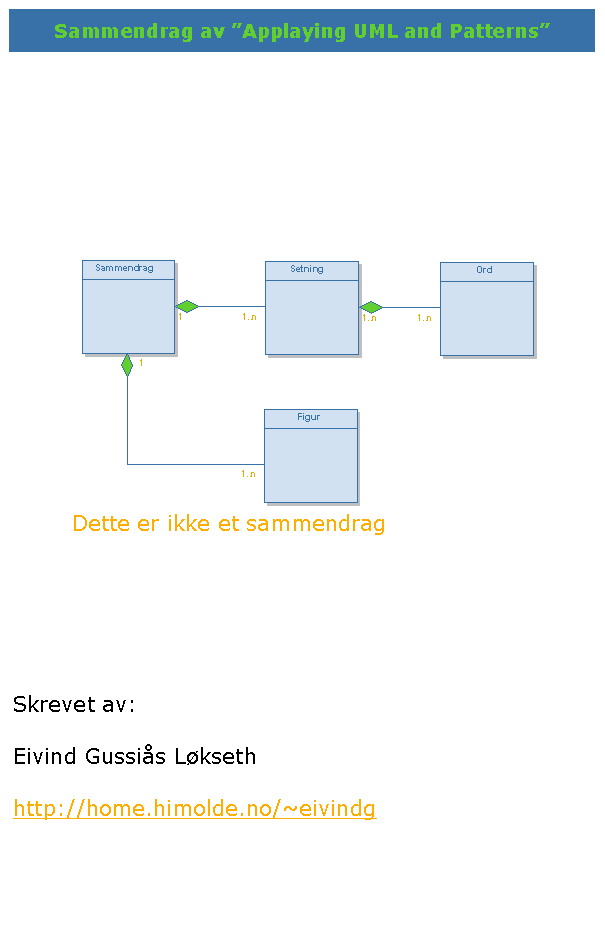 Sammendrag av ”Applaying UML and Patterns”
Sammendrag
Setning
Ord
1
1..n
1..n
1..n
1
Figur
1..n
Dette er ikke et sammendrag
Skrevet av:
Eivind Gussiås Løkseth
http://home.himolde.no/~eivindg